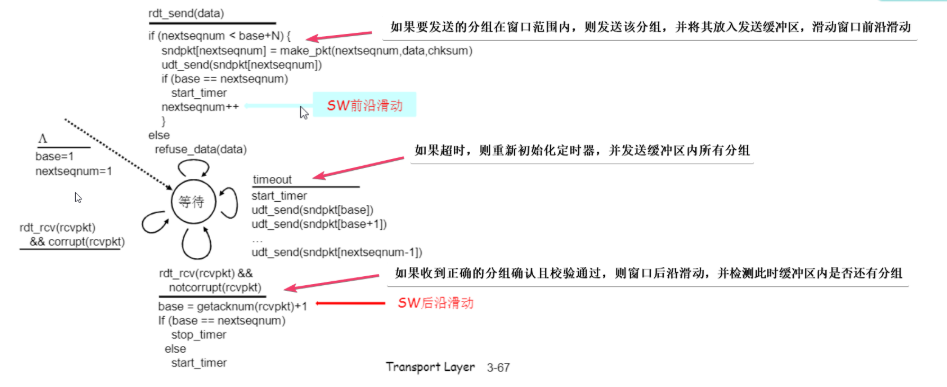 rdt_send(data)
如果要发送的分组在窗口范围内，则发送该分组，并将其放入发送缓冲区，滑动窗口前沿滑动
if (nextseqnum < base+N) {
sndpkt[nextseqnum] = make_pkt(nextseqnum,data,chksum)
udt_send(sndpkt[nextseqnum])
if (base == nextseqnum)
start_timer
nextseqnum++
SW前沿滑动
}
else
refuse_data(data)
Λ
base=1
nextseqnum=1
如果超时，则重新初始化定时器，并发送缓冲区内所有分组
等待
timeout
start_timer
udt_send(sndpkt[base])
udt_send(sndpkt[base+1])
…
udt_send(sndpkt[nextseqnum-1])
rdt_rcv(rcvpkt)
&& corrupt(rcvpkt)
rdt_rcv(rcvpkt) &&
notcorrupt(rcvpkt)
如果收到正确的分组确认且校验通过，则窗口后沿滑动，并检测此时缓冲区内是否还有分组
base = getacknum(rcvpkt)+1
SW后沿滑动
If (base == nextseqnum)
stop_timer
else
start_timer
Transport Layer 3-67